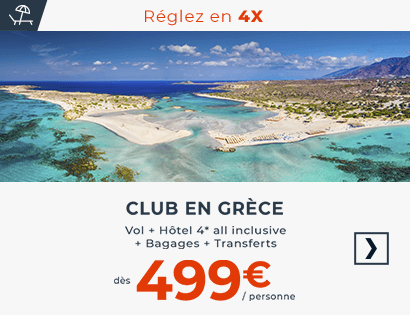 Réglez en 4X
CLUB EN GRÈCE
Vol + Hôtel 4* all inclusive
+ Bagages + Transferts
dès 499€ / personne